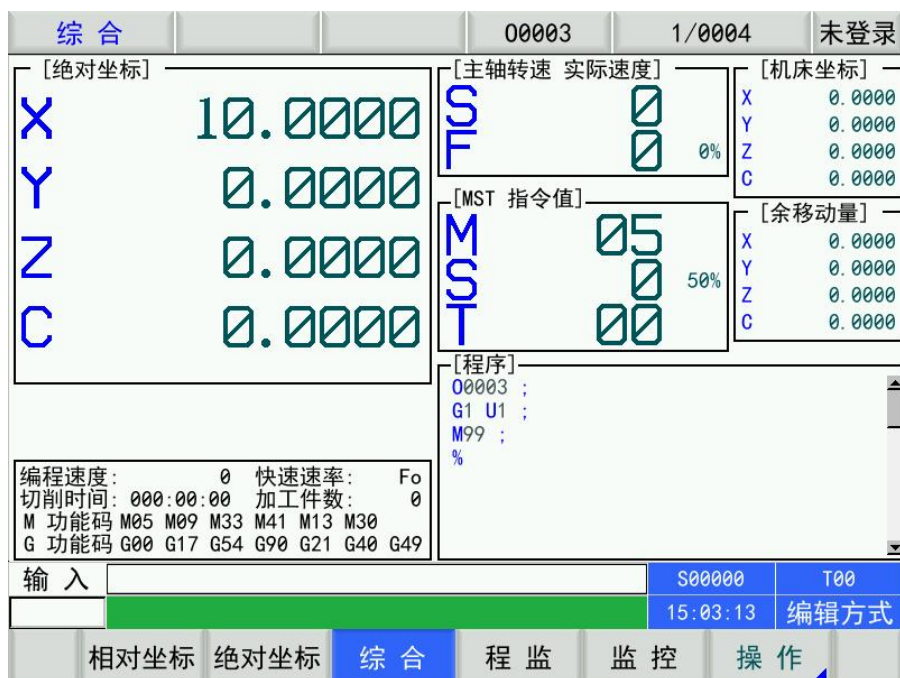 综 合 O0003 1/0004 未登录
[绝对坐标]
X 10.0000
Y 0.0000
Z 0.0000
C 0.0000
[主轴转速 实际速度]
S 0
F 0 0%
[机床坐标]
X 0.0000
Y 0.0000
Z 0.0000
C 0.0000
[MST 指令值]
M 05
S 0 50%
T 00
[余移动量]
X 0.0000
Y 0.0000
Z 0.0000
C 0.0000
[程序]
O0003 ;
G1 U1 ;
M99 ;
%
编程速度: 0 快速速率: Fo
切削时间: 000:00:00 加工件数: 0
M 功能码 M05 M09 M33 M41 M13 M30
G 功能码 G00 G17 G54 G90 G21 G40 G49
输 入 S00000 T00
15:03:13 编辑方式
相对坐标 绝对坐标 综 合 程 监 监 控 操 作